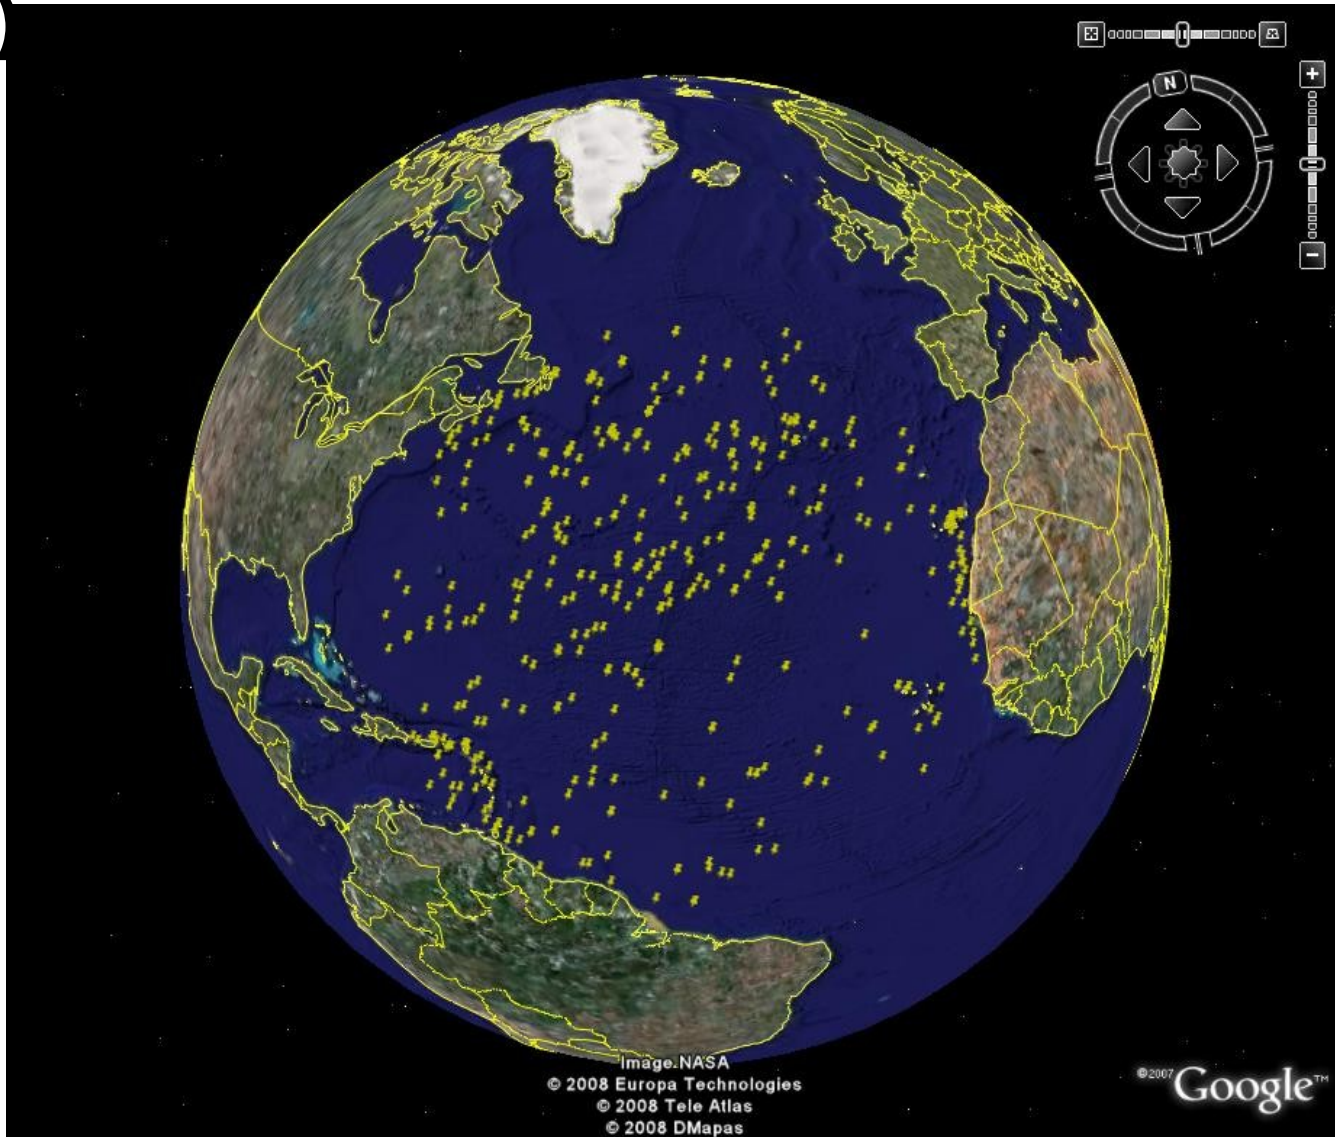 )
N
+
−
Image NASA
© 2008 Europa Technologies
© 2008 Tele Atlas
© 2008 DMapas
©2007 Google™